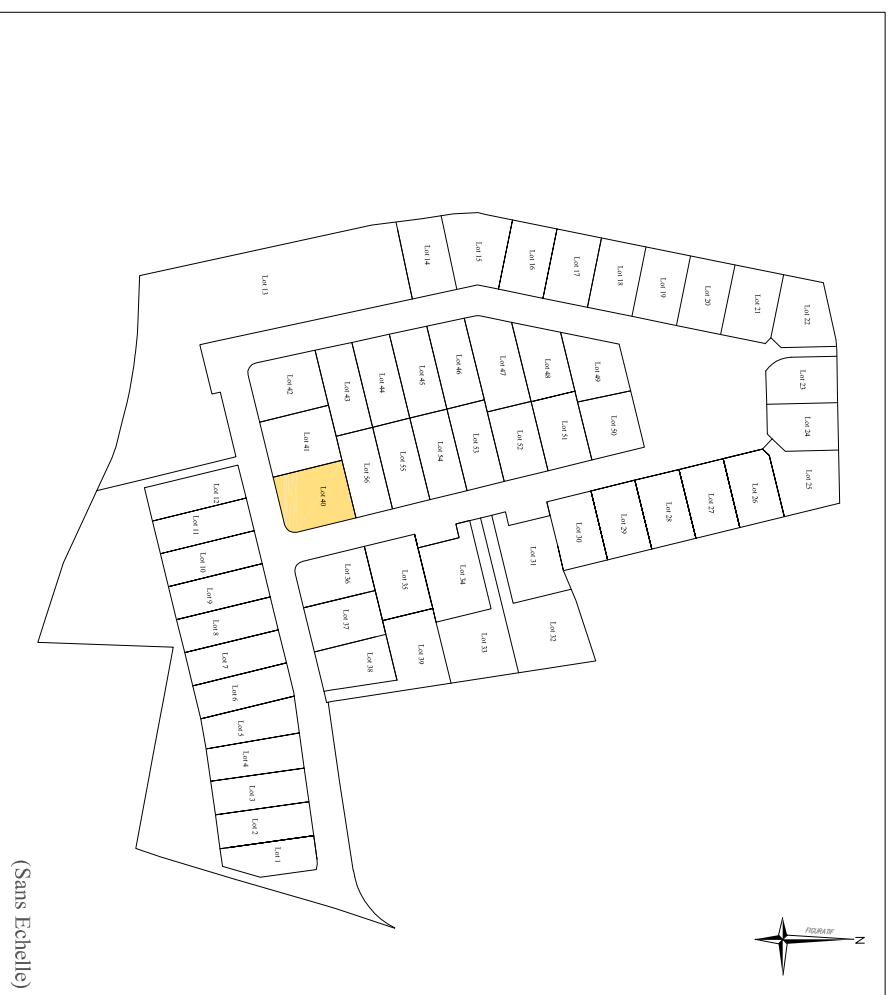 Lot 1
Lot 2
Lot 3
Lot 4
Lot 5
Lot 6
Lot 7
Lot 8
Lot 9
Lot 10
Lot 11
Lot 12
Lot 13
Lot 14
Lot 15
Lot 16
Lot 17
Lot 18
Lot 19
Lot 20
Lot 21
Lot 22
Lot 23
Lot 24
Lot 25
Lot 26
Lot 27
Lot 28
Lot 29
Lot 30
Lot 31
Lot 32
Lot 33
Lot 34
Lot 35
Lot 36
Lot 37
Lot 38
Lot 39
Lot 40
Lot 41
Lot 42
Lot 43
Lot 44
Lot 45
Lot 46
Lot 47
Lot 48
Lot 49
Lot 50
Lot 51
Lot 52
Lot 53
Lot 54
Lot 55
Lot 56
FIGURATIF
N
(Sans Echelle)